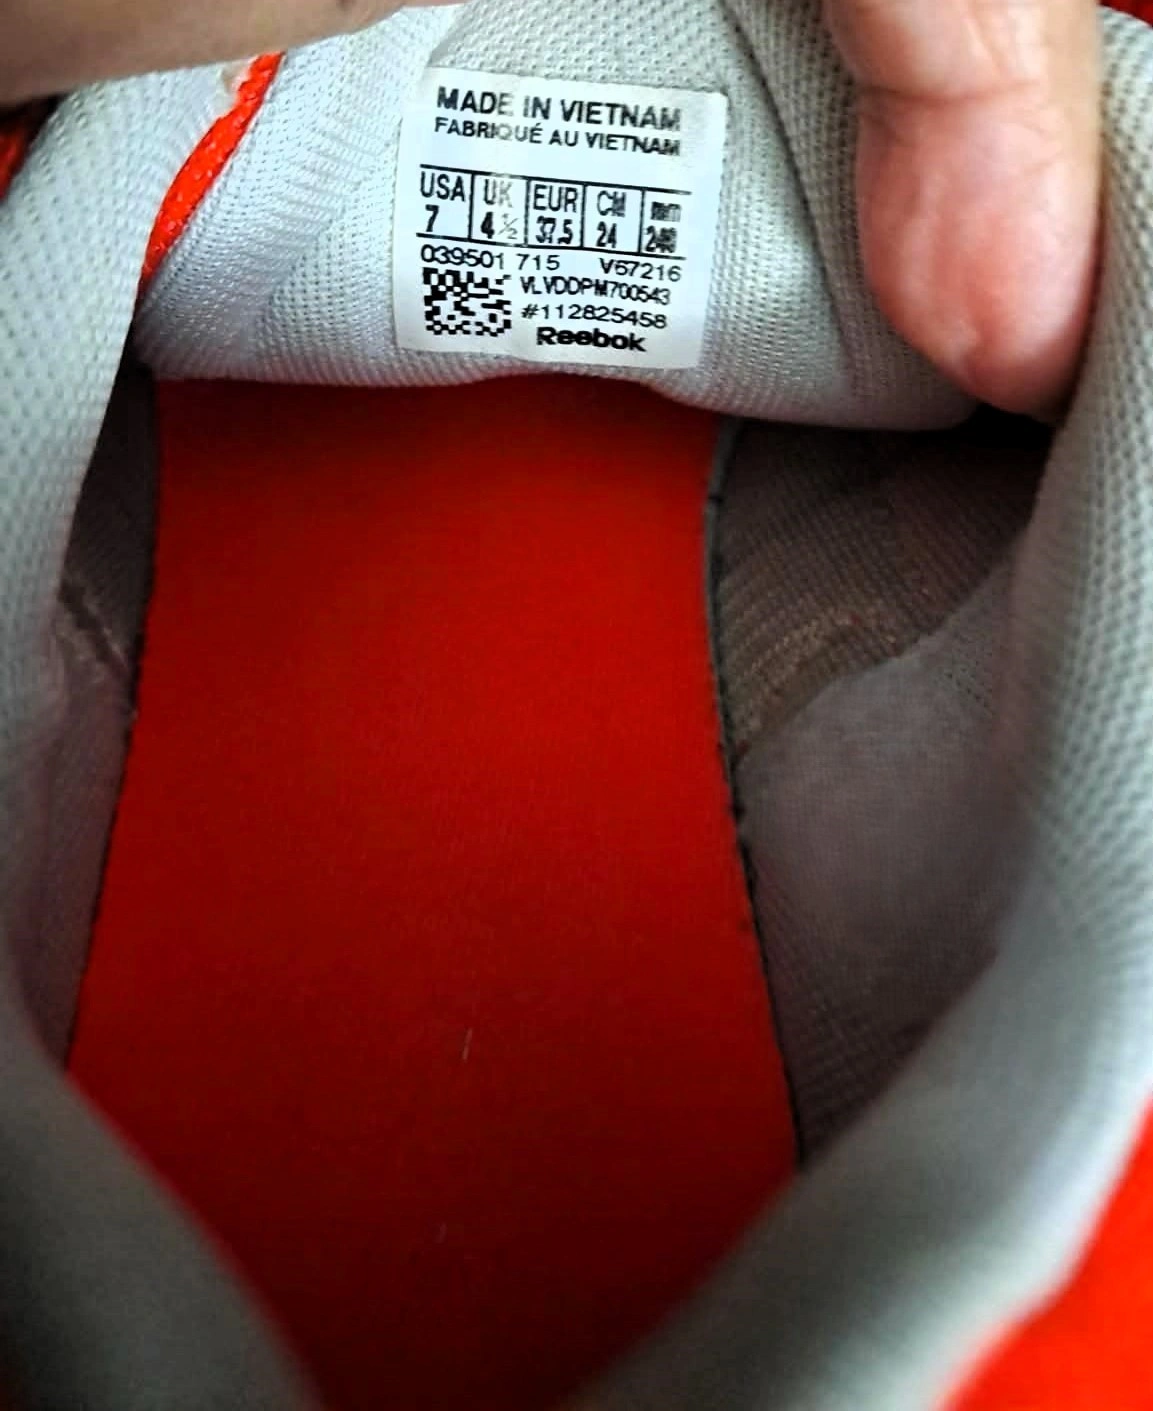 MADE IN VIETNAM
FABRIQUÉ AU VIETNAM
USA UK EUR CM mm
7 4½ 37.5 24 240
039501 715 V67216
VLVDDPM700543
#112825458
Reebok